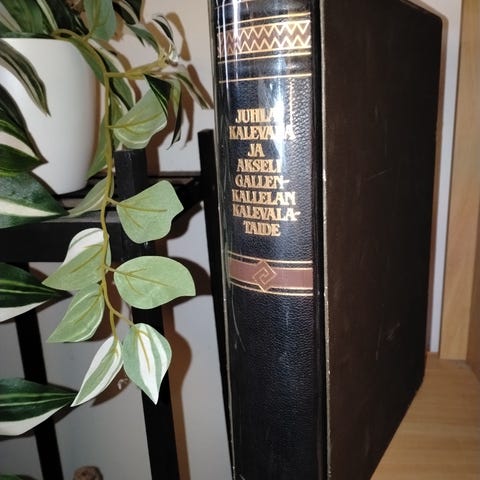 JUHLA-
KALEVALA
JA
AKSELI
GALLEN-
KALLELAN
KALEVALA-
TAIDE